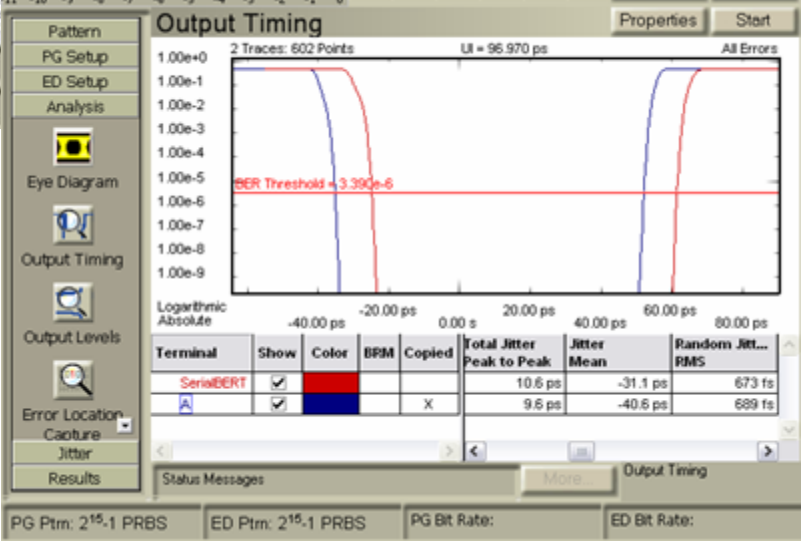 Output Timing
Properties
Start
Pattern
PG Setup
ED Setup
Analysis
Eye Diagram
Output Timing
Output Levels
Error Location
Capture
Jitter
Results
2 Traces: 602 Points
UI = 96.970 ps
All Errors
1.00e+0
1.00e-1
1.00e-2
1.00e-3
1.00e-4
1.00e-5
1.00e-6
1.00e-7
1.00e-8
1.00e-9
BER Threshold = 3.390e-6
Logarithmic
Absolute
-40.00 ps
-20.00 ps
0.00 s
20.00 ps
40.00 ps
60.00 ps
80.00 ps
Terminal Show Color BRM Copied Total Jitter Peak to Peak Jitter Mean Random Jitt... RMS
SerialBERT 10.6 ps -31.1 ps 673 fs
A X 9.6 ps -40.6 ps 689 fs
Status Messages
More...
Output Timing
PG Ptrn: 2^15-1 PRBS
ED Ptrn: 2^15-1 PRBS
PG Bit Rate:
ED Bit Rate: